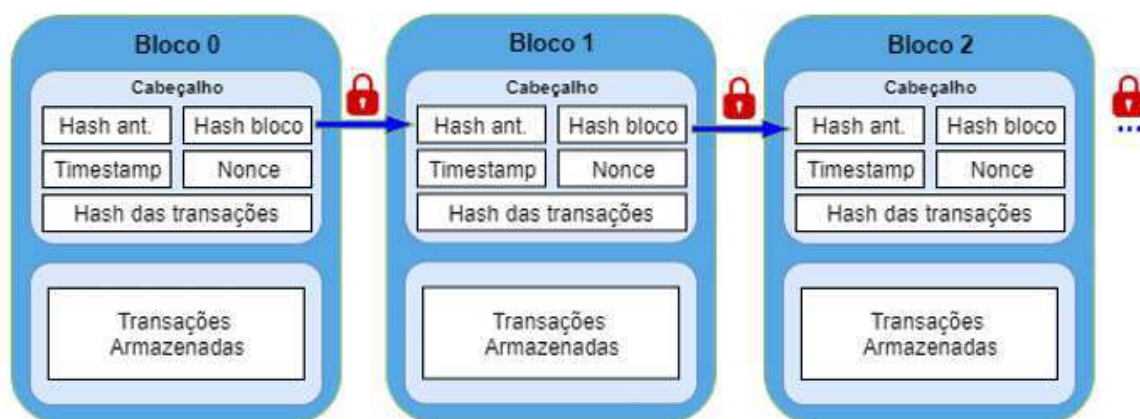 Bloco 0
Cabeçalho
Hash ant.
Hash bloco
Timestamp
Nonce
Hash das transações
Transações
Armazenadas
Bloco 1
Cabeçalho
Hash ant.
Hash bloco
Timestamp
Nonce
Hash das transações
Transações
Armazenadas
Bloco 2
Cabeçalho
Hash ant.
Hash bloco
Timestamp
Nonce
Hash das transações
Transações
Armazenadas